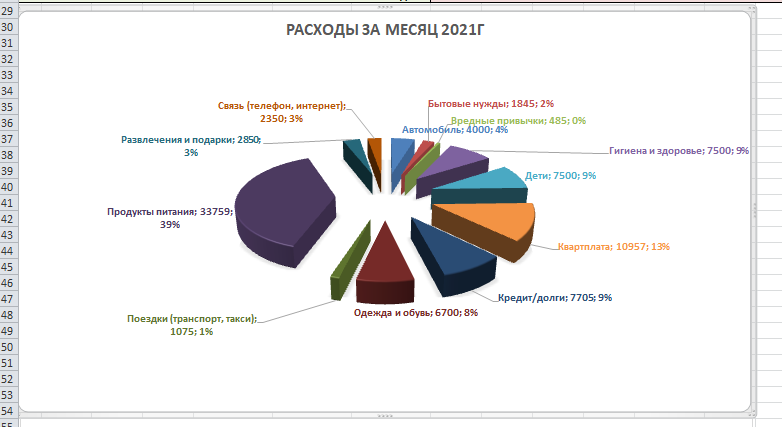 29
30
31
32
33
34
35
36
37
38
39
40
41
42
43
44
45
46
47
48
49
50
51
52
53
54
55
РАСХОДЫ ЗА МЕСЯЦ 2021Г
Связь (телефон, интернет);
2350; 3%
Бытовые нужды; 1845; 2%
Вредные привычки; 485; 0%
Автомобиль; 4000; 4%
Развлечения и подарки; 2850;
3%
Гигиена и здоровье; 7500; 9%
Дети; 7500; 9%
Продукты питания; 33759;
39%
Квартплата; 10957; 13%
Кредит/долги; 7705; 9%
Одежда и обувь; 6700; 8%
Поездки (транспорт, такси);
1075; 1%